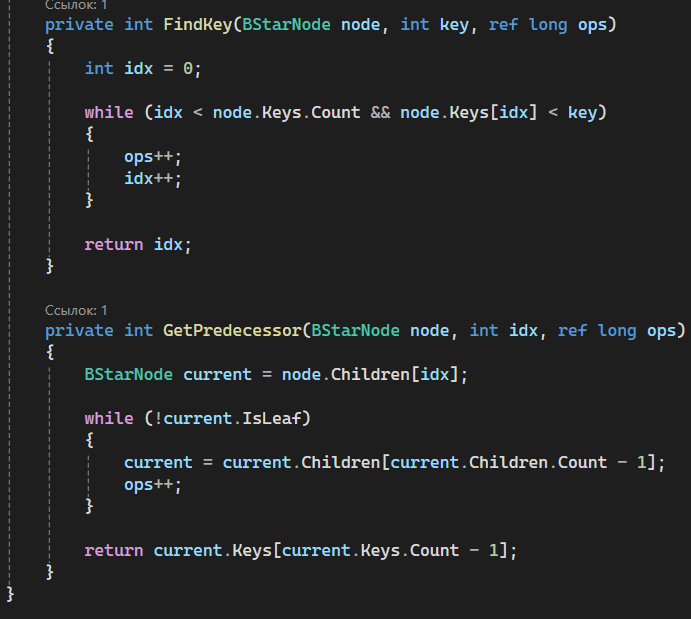 Ссылок: 1
private int FindKey(BStarNode node, int key, ref long ops)
{
int idx = 0;
while (idx < node.Keys.Count && node.Keys[idx] < key)
{
ops++;
idx++;
}
return idx;
}
Ссылок: 1
private int GetPredecessor(BStarNode node, int idx, ref long ops)
{
BStarNode current = node.Children[idx];
while (!current.IsLeaf)
{
current = current.Children[current.Children.Count - 1];
ops++;
}
return current.Keys[current.Keys.Count - 1];
}
}